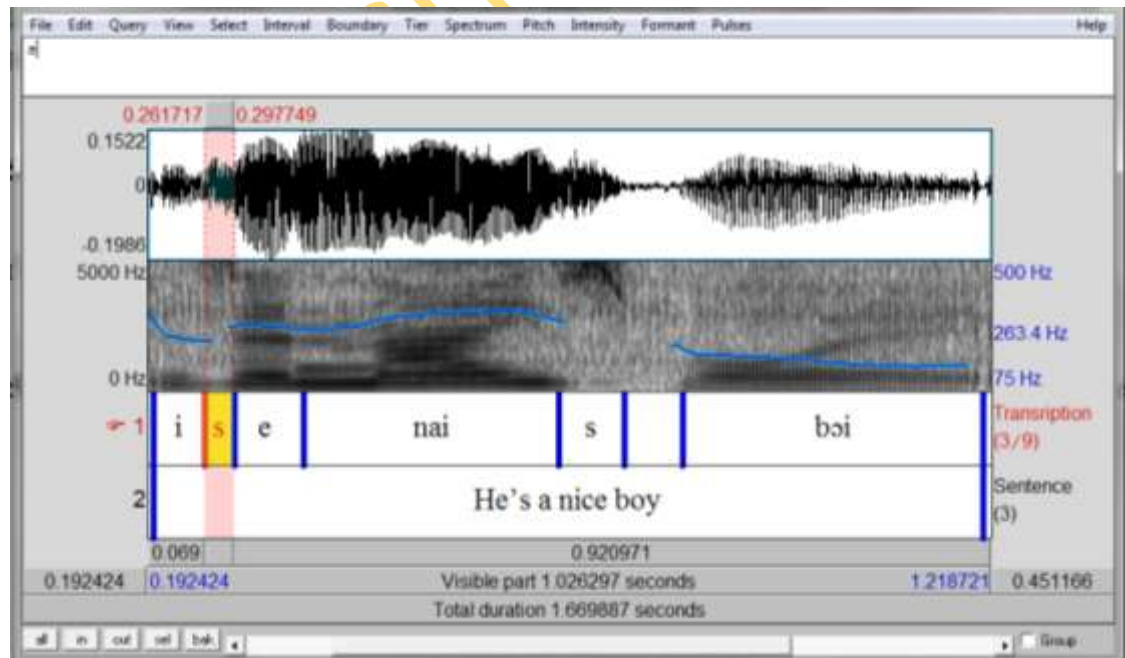 File Edit Query View Select Interval Boundary Tier Spectrum Pitch Intensity Formant Pulses Help
s
0.261717 0.297749
0.1522
0
-0.1986
5000 Hz 500 Hz
263.4 Hz
0 Hz 75 Hz
1 i s e nai s bɔi Transription
(3/9)
2 He's a nice boy Sentence
(3)
0.069 0.920971
0.192424 0.192424 Visible part 1.026297 seconds 1.218721 0.451166
Total duration 1.669887 seconds
all in out sel bak Group